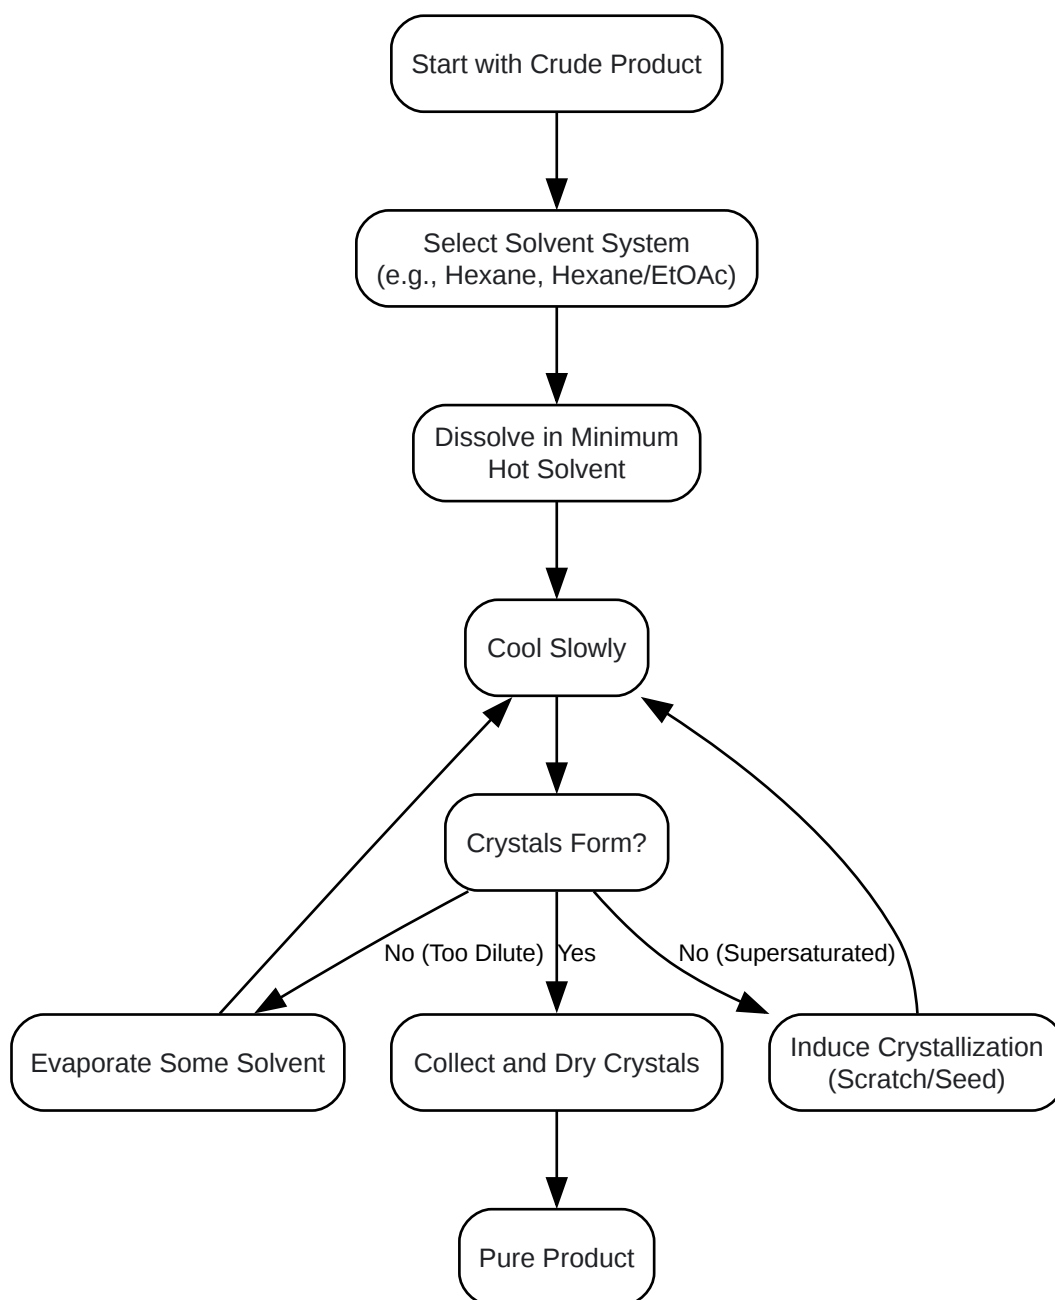 Start with Crude Product
Select Solvent System
(e.g., Hexane, Hexane/EtOAc)
Dissolve in Minimum
Hot Solvent
Cool Slowly
Crystals Form?
No (Too Dilute)
Yes
No (Supersaturated)
Evaporate Some Solvent
Collect and Dry Crystals
Induce Crystallization
(Scratch/Seed)
Pure Product